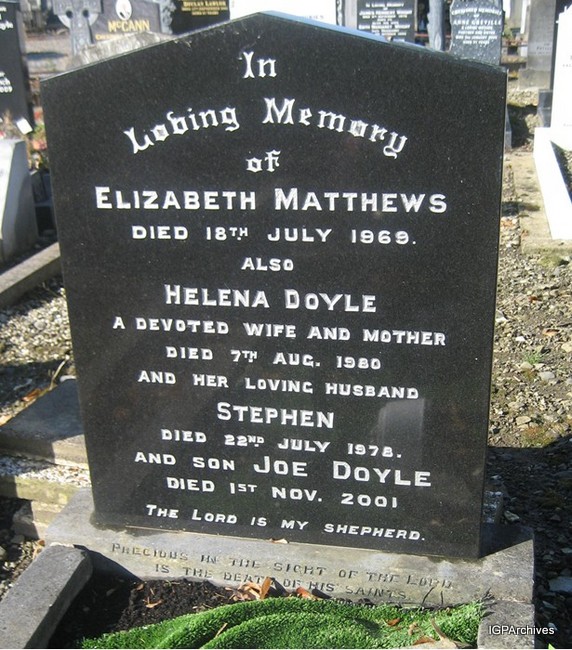 McCANN
In
Loving Memory
of
ELIZABETH MATTHEWS
DIED 18TH JULY 1969.
ALSO
HELENA DOYLE
A DEVOTED WIFE AND MOTHER
DIED 7TH AUG. 1980
AND HER LOVING HUSBAND
STEPHEN
DIED 22ND JULY 1978.
AND SON JOE DOYLE
DIED 1ST NOV. 2001
THE LORD IS MY SHEPHERD.
PRECIOUS IN THE SIGHT OF THE LORD
IS THE DEATH OF HIS SAINTS.
IGPArchives